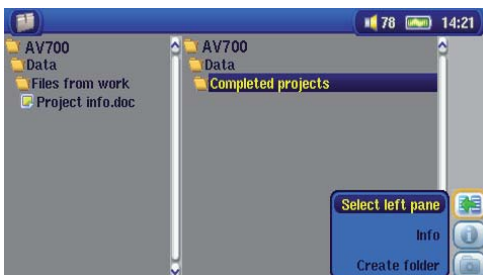 78 14:21
AV700
Data
Files from work
Project info.doc
AV700
Data
Completed projects
Select left pane
Info
Create folder